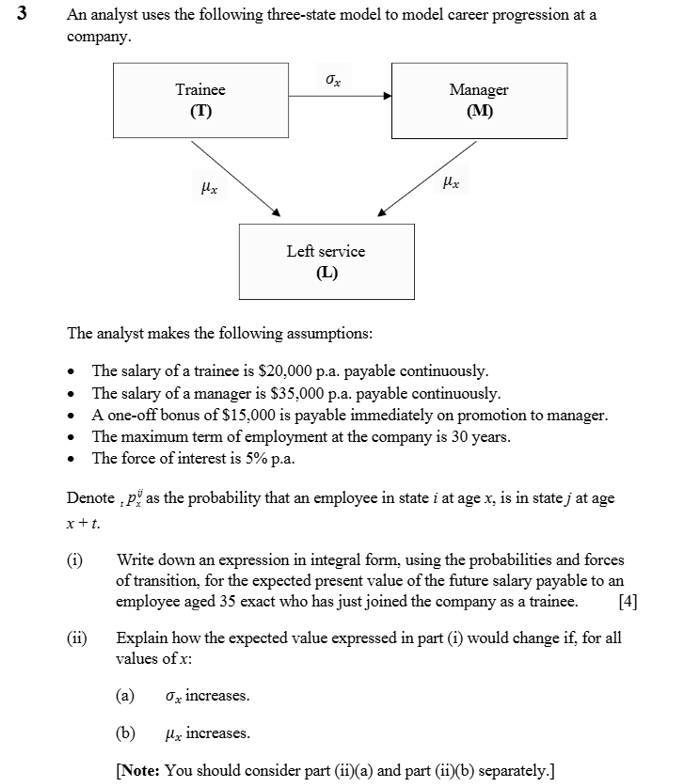 3 An analyst uses the following three-state model to model career progression at a
company.
Trainee
(T)
σₓ
Manager
(M)
μₓ
μₓ
Left service
(L)
The analyst makes the following assumptions:
• The salary of a trainee is $20,000 p.a. payable continuously.
• The salary of a manager is $35,000 p.a. payable continuously.
• A one-off bonus of $15,000 is payable immediately on promotion to manager.
• The maximum term of employment at the company is 30 years.
• The force of interest is 5% p.a.
Denote ₜpₓⁱʲ as the probability that an employee in state i at age x, is in state j at age
x + t.
(i) Write down an expression in integral form, using the probabilities and forces
of transition, for the expected present value of the future salary payable to an
employee aged 35 exact who has just joined the company as a trainee. [4]
(ii) Explain how the expected value expressed in part (i) would change if, for all
values of x:
(a) σₓ increases.
(b) μₓ increases.
[Note: You should consider part (ii)(a) and part (ii)(b) separately.]